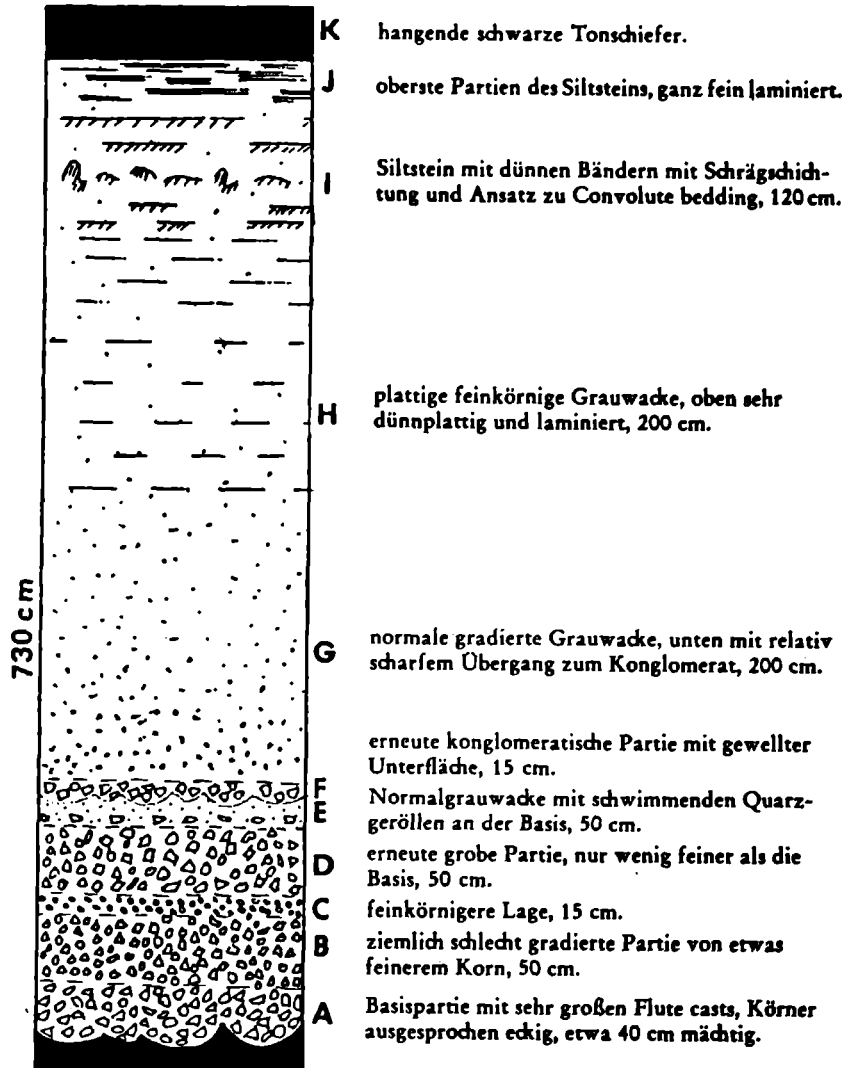 K hangende schwarze Tonschiefer.
J oberste Partien des Siltsteins, ganz fein laminiert.
Siltstein mit dünnen Bändern mit Schrägschich-
I tung und Ansatz zu Convolute bedding, 120 cm.
plattige feinkörnige Grauwacke, oben sehr
H dünnplattig und laminiert, 200 cm.
730 cm
normale gradierte Grauwacke, unten mit relativ
G scharfem Übergang zum Konglomerat, 200 cm.
erneute konglomeratische Partie mit gewellter
F Unterfläche, 15 cm.
E Normalgrauwacke mit schwimmenden Quarz-
geröllen an der Basis, 50 cm.
D erneute grobe Partie, nur wenig feiner als die
Basis, 50 cm.
C feinkörnigere Lage, 15 cm.
B ziemlich schlecht gradierte Partie von etwas
feinerem Korn, 50 cm.
A Basispartie mit sehr großen Flute casts, Körner
ausgesprochen eckig, etwa 40 cm mächtig.